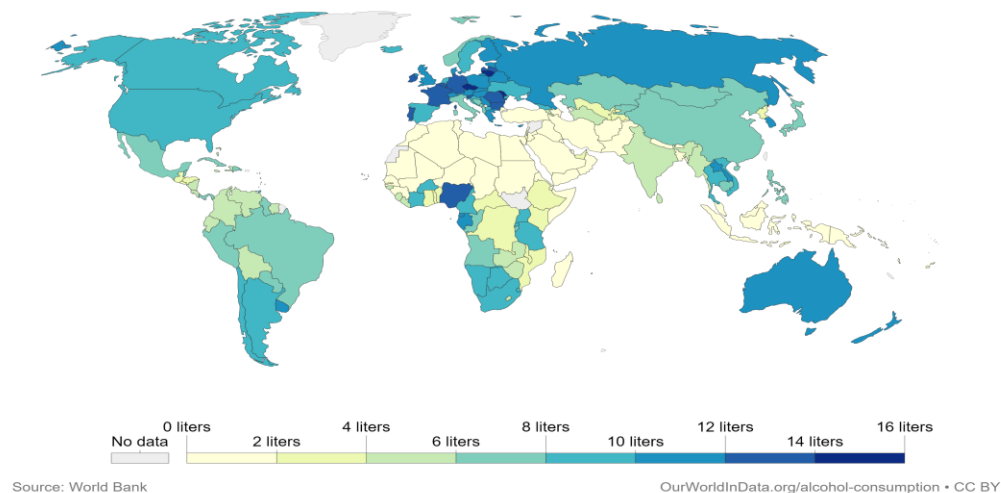 0 liters 4 liters 8 liters 12 liters 16 liters
No data 2 liters 6 liters 10 liters 14 liters
Source: World Bank
OurWorldInData.org/alcohol-consumption • CC BY